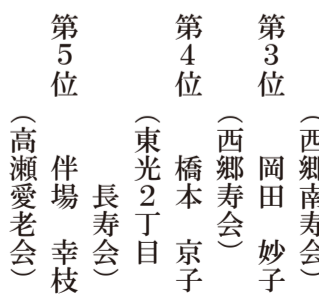 （西郷南寿会）
第３位　岡田　妙子
（西郷寿会）
第４位　橋本　京子
（東光２丁目
長寿会）
第５位　伴場　幸枝
（高瀬愛老会）